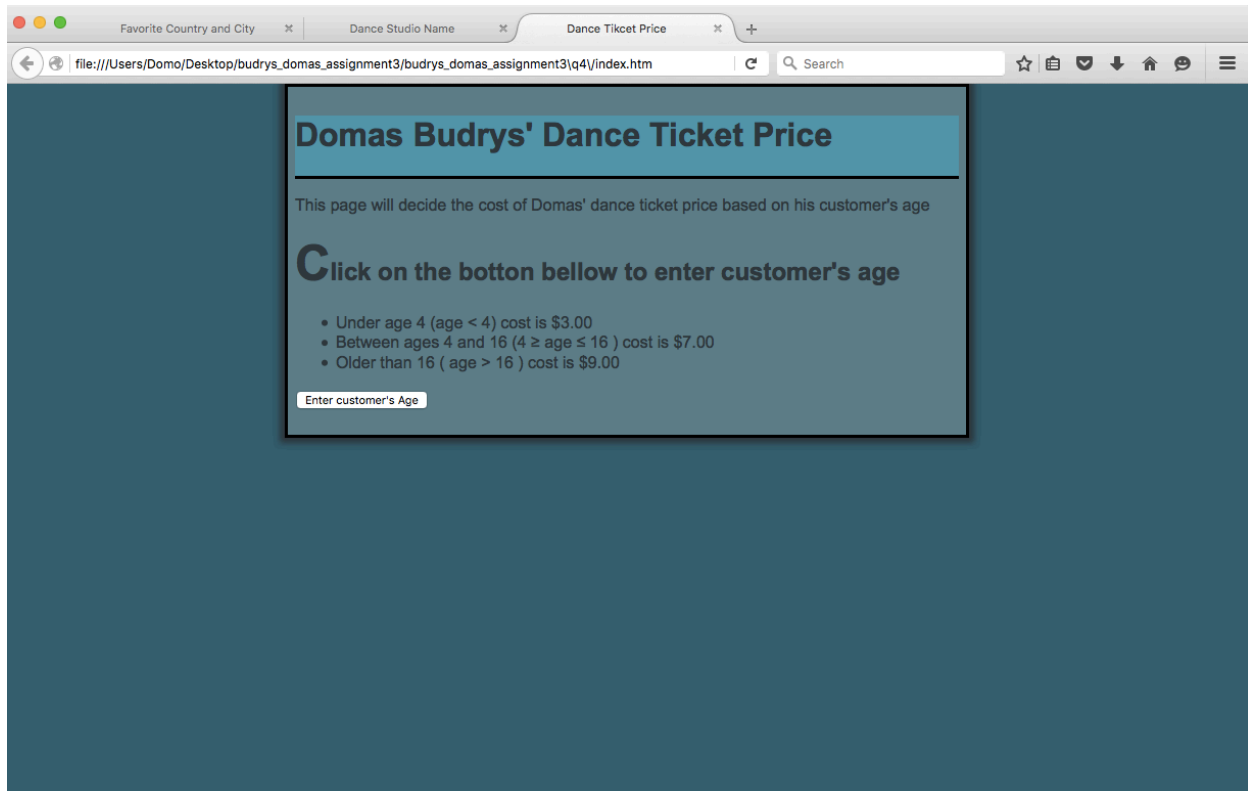 Favorite Country and City
Dance Studio Name
Dance Tikcet Price
file:///Users/Domo/Desktop/budrys_domas_assignment3/budrys_domas_assignment3\q4\/index.htm
Search
Domas Budrys' Dance Ticket Price
This page will decide the cost of Domas' dance ticket price based on his customer's age
Click on the botton bellow to enter customer's age
• Under age 4 (age < 4) cost is $3.00
• Between ages 4 and 16 (4 ≥ age ≤ 16 ) cost is $7.00
• Older than 16 ( age > 16 ) cost is $9.00
Enter customer's Age